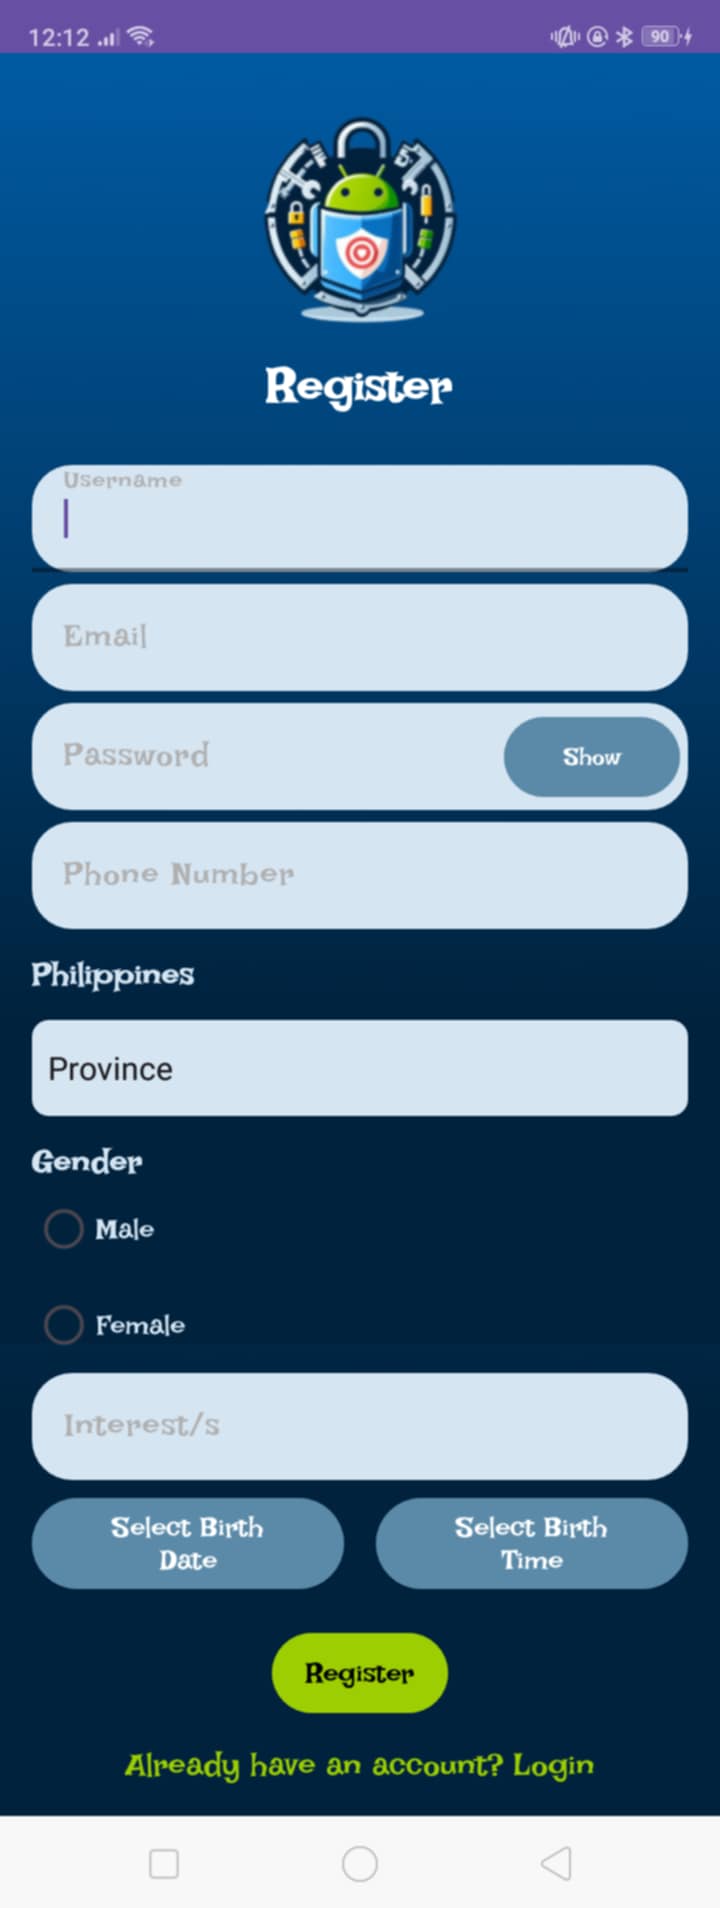 12:12
90
Register
Username
Email
Password
Show
Phone Number
Philippines
Province
Gender
Male
Female
Interest/s
Select Birth
Date
Select Birth
Time
Register
Already have an account? Login